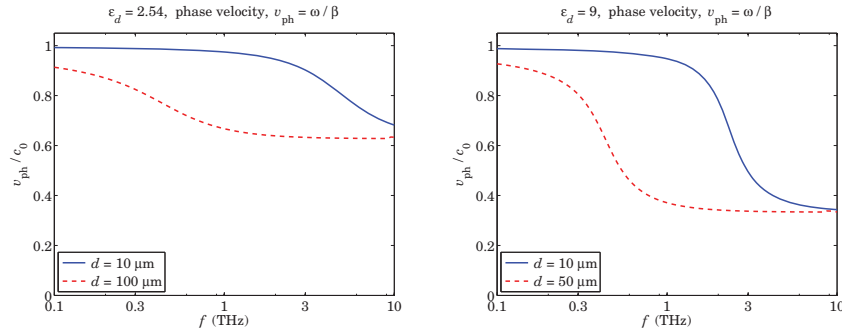 ε_d = 2.54, phase velocity, v_ph = ω / β
1
0.8
0.6
0.4
0.2
0
v_ph / c_0
d = 10 µm
d = 100 µm
0.1 0.3 1 3 10
f (THz)
ε_d = 9, phase velocity, v_ph = ω / β
1
0.8
0.6
0.4
0.2
0
v_ph / c_0
d = 10 µm
d = 50 µm
0.1 0.3 1 3 10
f (THz)